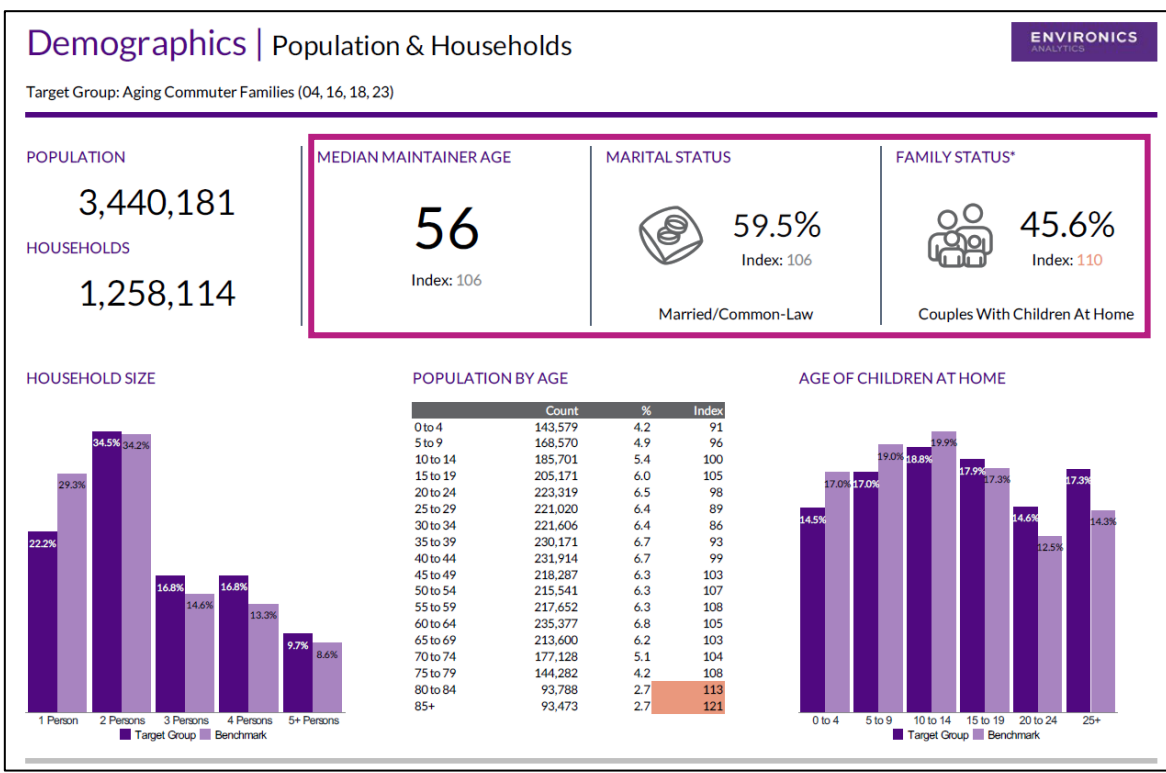 Demographics | Population & Households
ENVIRONICS
ANALYTICS
Target Group: Aging Commuter Families (04, 16, 18, 23)
POPULATION
3,440,181
HOUSEHOLDS
1,258,114
MEDIAN MAINTAINER AGE
56
Index: 106
MARITAL STATUS
59.5%
Index: 106
Married/Common-Law
FAMILY STATUS*
45.6%
Index: 110
Couples With Children At Home
HOUSEHOLD SIZE
22.2% 29.3%
34.5% 34.2%
16.8% 14.6%
16.8% 13.3%
9.7% 8.6%
1 Person 2 Persons 3 Persons 4 Persons 5+ Persons
Target Group Benchmark
POPULATION BY AGE
Count % Index
0 to 4 143,579 4.2 91
5 to 9 168,570 4.9 96
10 to 14 185,701 5.4 100
15 to 19 205,171 6.0 105
20 to 24 223,319 6.5 98
25 to 29 221,020 6.4 89
30 to 34 221,606 6.4 86
35 to 39 230,171 6.7 93
40 to 44 231,914 6.7 99
45 to 49 218,287 6.3 103
50 to 54 215,541 6.3 107
55 to 59 217,652 6.3 108
60 to 64 235,377 6.8 105
65 to 69 213,600 6.2 103
70 to 74 177,128 5.1 104
75 to 79 144,282 4.2 108
80 to 84 93,788 2.7 113
85+ 93,473 2.7 121
AGE OF CHILDREN AT HOME
14.5% 17.0%
17.0% 19.0%
18.8% 19.9%
17.9% 17.3%
14.6% 12.5%
17.3% 14.3%
0 to 4 5 to 9 10 to 14 15 to 19 20 to 24 25+
Target Group Benchmark